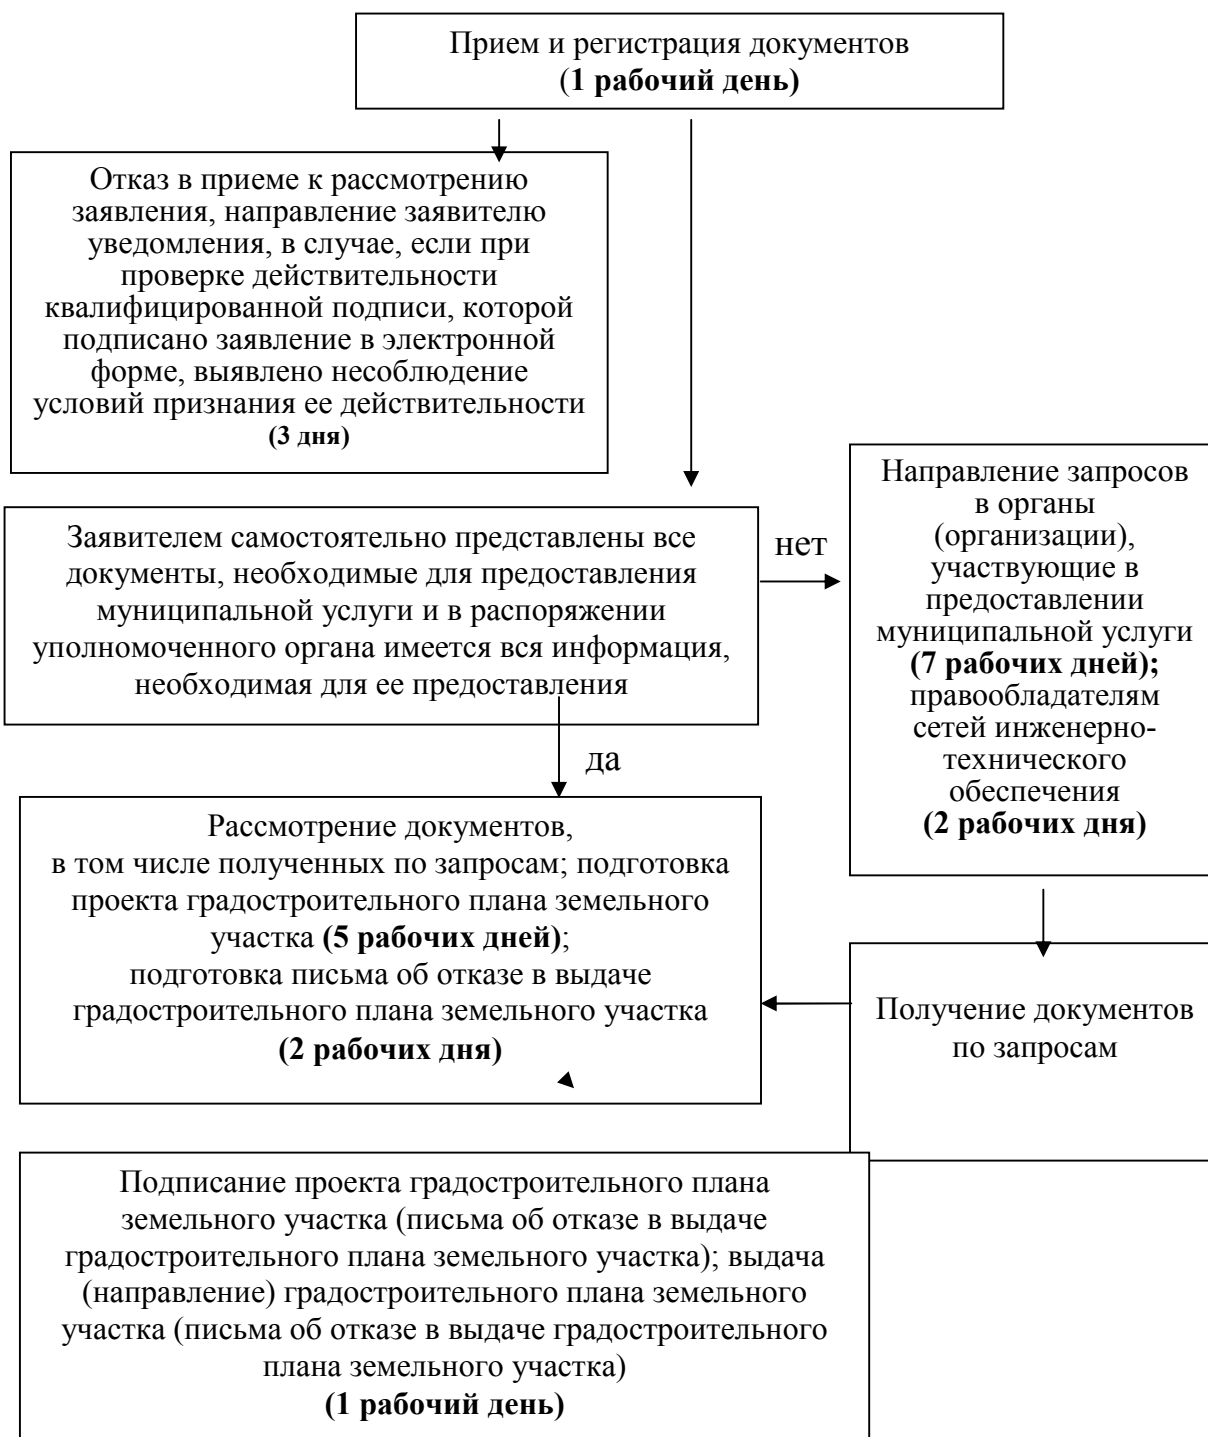 Прием и регистрация документов
(1 рабочий день)
Отказ в приеме к рассмотрению
заявления, направление заявителю
уведомления, в случае, если при
проверке действительности
квалифицированной подписи, которой
подписано заявление в электронной
форме, выявлено несоблюдение
условий признания ее действительности
(3 дня)
Заявителем самостоятельно представлены все
документы, необходимые для предоставления
муниципальной услуги и в распоряжении
уполномоченного органа имеется вся информация,
необходимая для ее предоставления
нет
Направление запросов
в органы
(организации),
участвующие в
предоставлении
муниципальной услуги
(7 рабочих дней);
правообладателям
сетей инженерно-
технического
обеспечения
(2 рабочих дня)
да
Рассмотрение документов,
в том числе полученных по запросам; подготовка
проекта градостроительного плана земельного
участка (5 рабочих дней);
подготовка письма об отказе в выдаче
градостроительного плана земельного участка
(2 рабочих дня)
Получение документов
по запросам
Подписание проекта градостроительного плана
земельного участка (письма об отказе в выдаче
градостроительного плана земельного участка); выдача
(направление) градостроительного плана земельного
участка (письма об отказе в выдаче градостроительного
плана земельного участка)
(1 рабочий день)